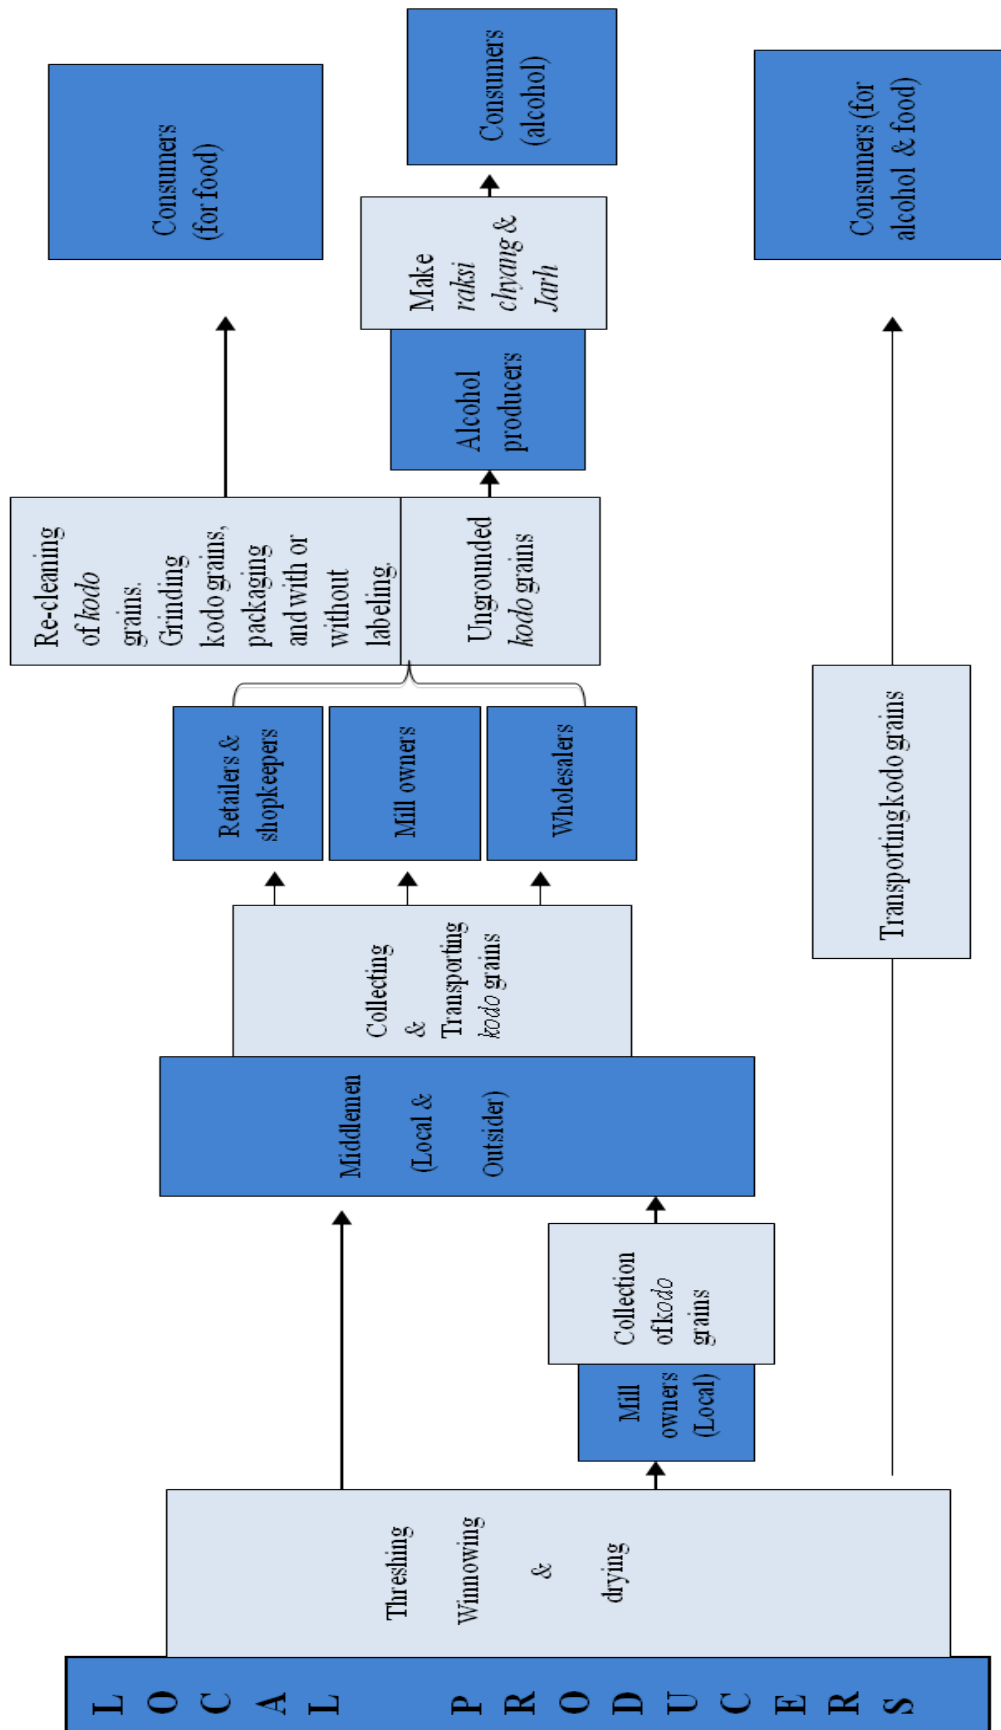 LOCAL PRODUCERS
Threshing
Winnowing
&
drying
Mill
owners
(Local)
Collection
of kodo
grains
Middlemen
(Local &
Outsider)
Collecting
&
Transporting
kodo grains
Retailers &
shopkeepers
Mill owners
Wholesalers
Re-cleaning
of kodo
grains.
Grinding
kodo grains,
packaging
and with or
without
labeling.
Ungrounded
kodo grains
Alcohol
producers
Make
raksi
chyang &
Jarh
Consumers
(for food)
Consumers
(alcohol)
Transporting kodo grains
Consumers (for
alcohol & food)